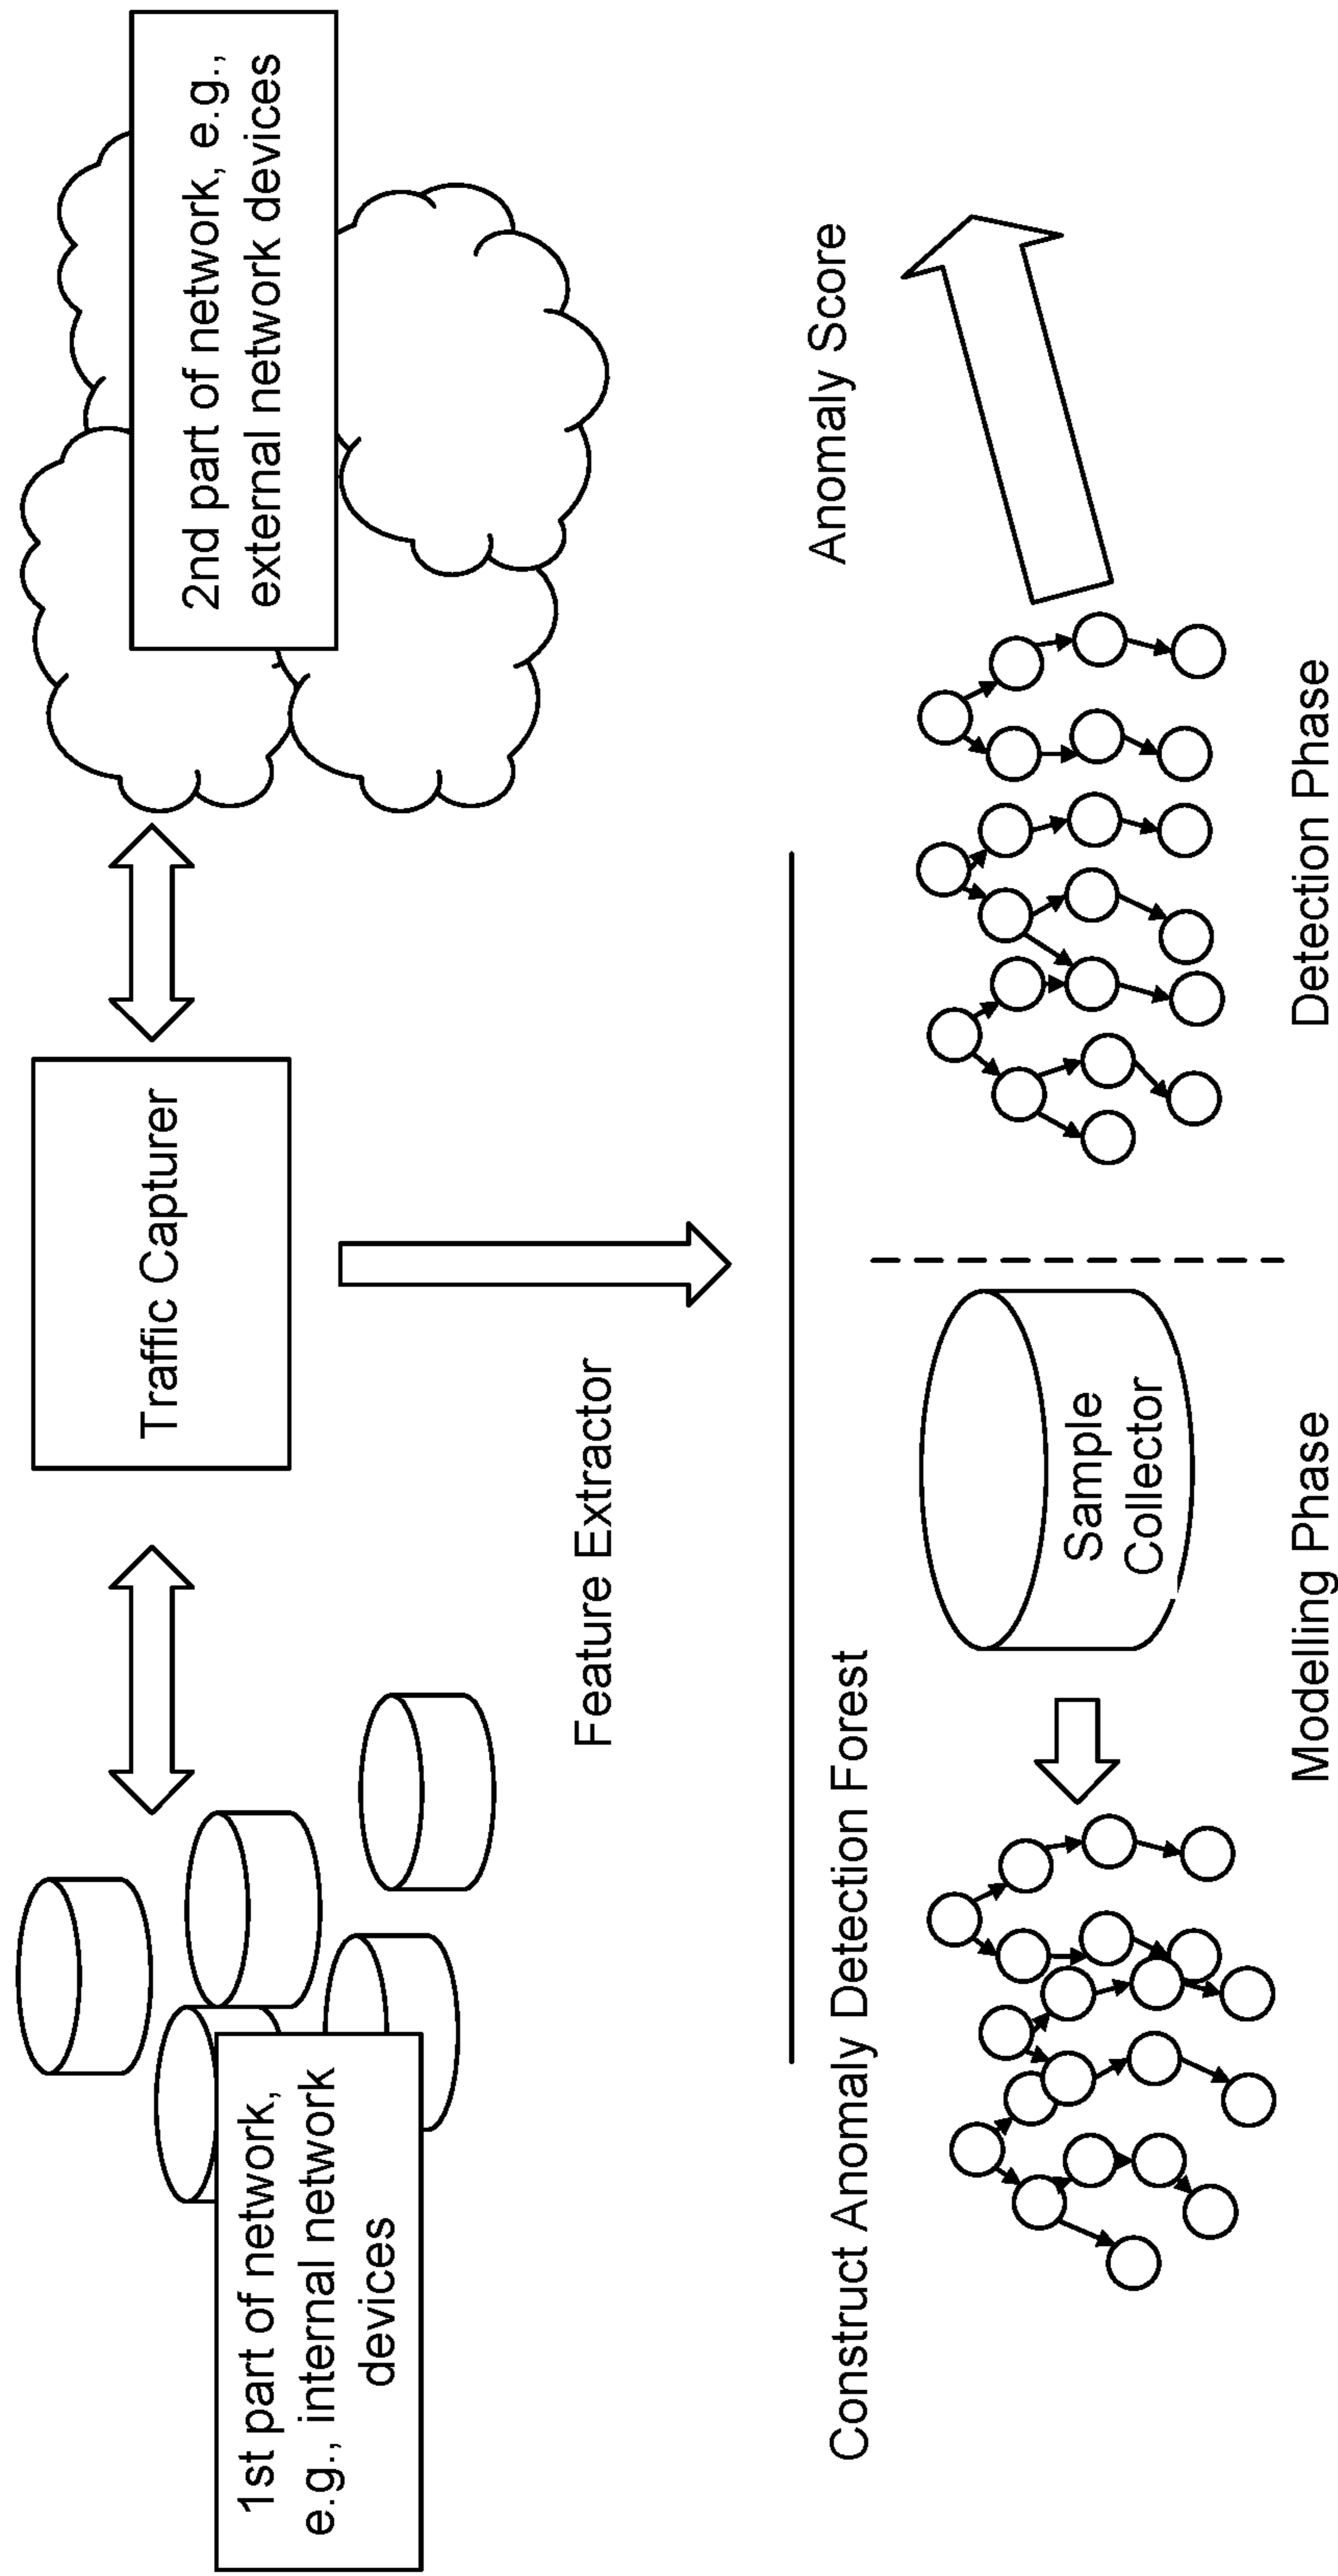 1st part of network,
e.g., internal network
devices
Traffic Capturer
2nd part of network, e.g.,
external network devices
Feature Extractor
Construct Anomaly Detection Forest
Anomaly Score
Sample
Collector
Modelling Phase
Detection Phase